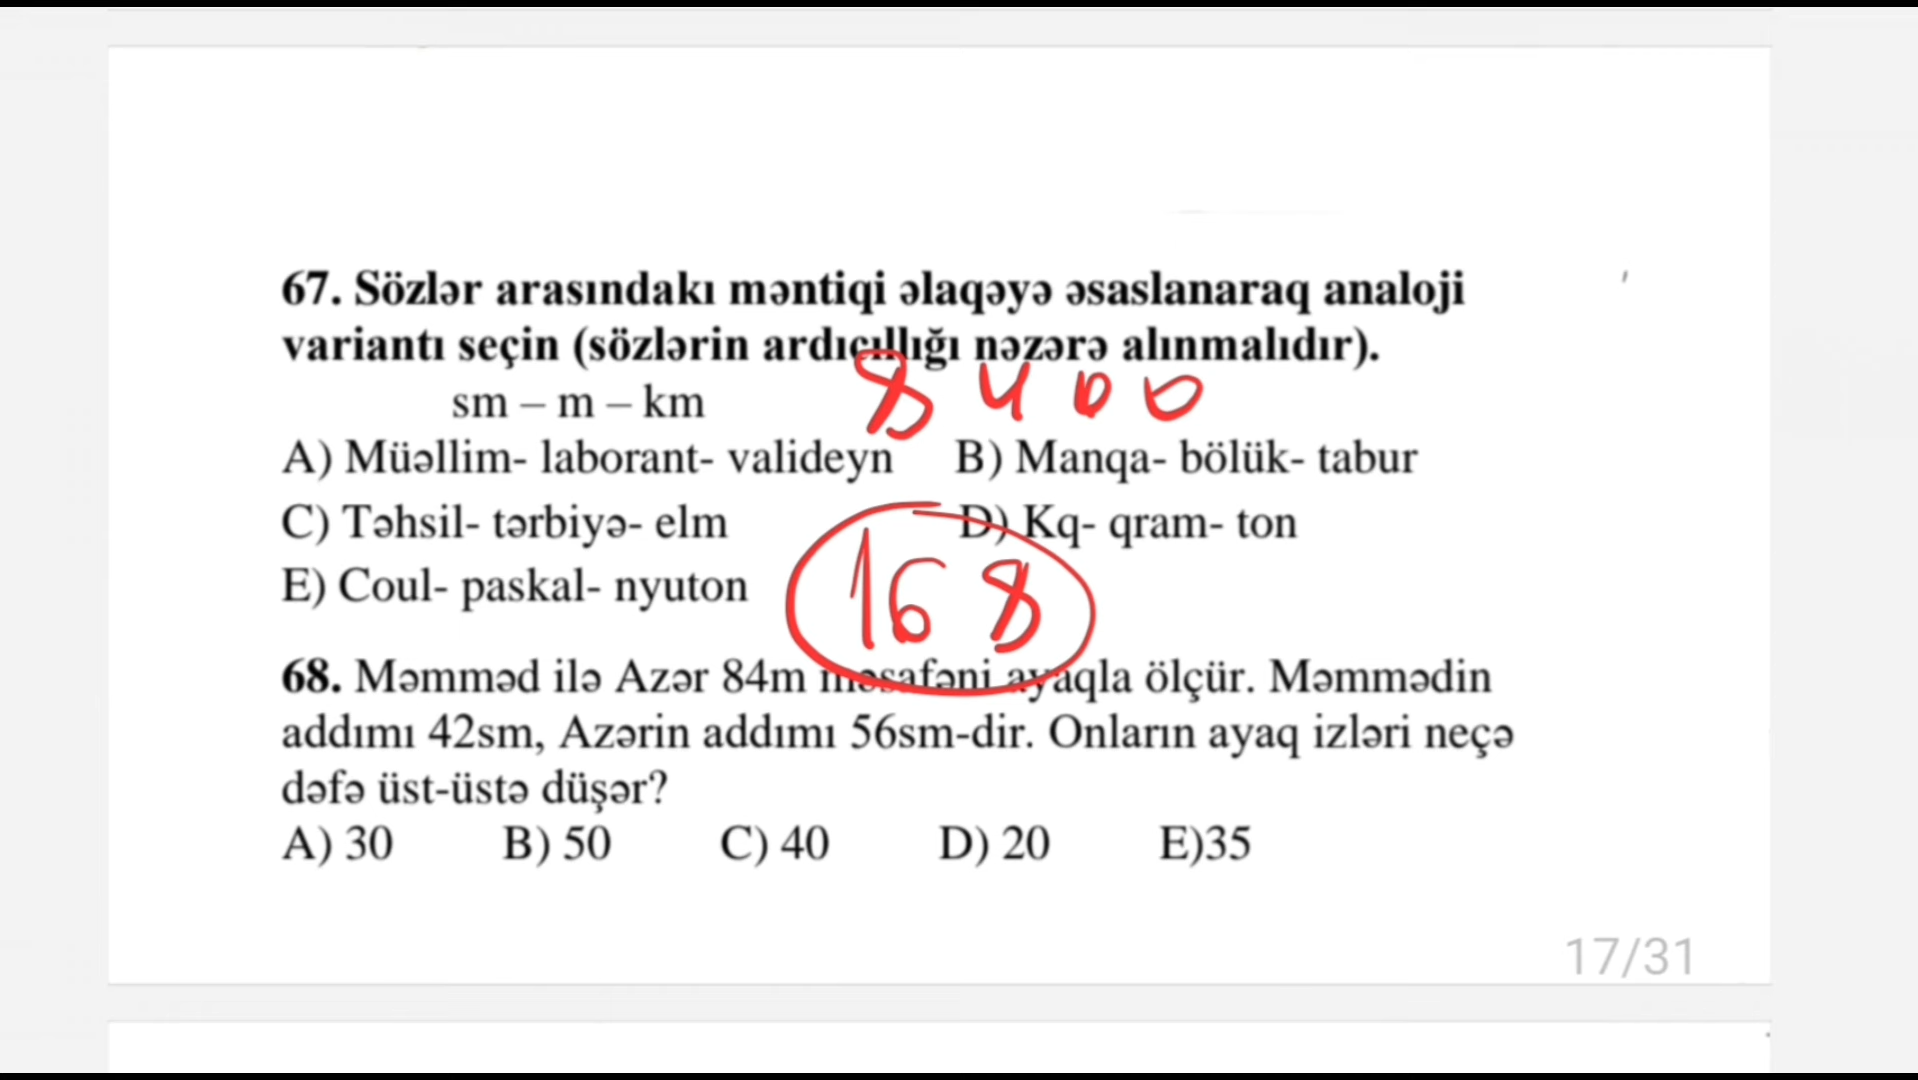 67. Sözlər arasındakı məntiqi əlaqəyə əsaslanaraq analoji
variantı seçin (sözlərin ardıcıllığı nəzərə alınmalıdır).
8400
sm – m – km
A) Müəllim- laborant- valideyn B) Manqa- bölük- tabur
C) Təhsil- tərbiyə- elm D) Kq- qram- ton
E) Coul- paskal- nyuton
168
68. Məmməd ilə Azər 84m məsafəni ayaqla ölçür. Məmmədin
addımı 42sm, Azərin addımı 56sm-dir. Onların ayaq izləri neçə
dəfə üst-üstə düşər?
A) 30 B) 50 C) 40 D) 20 E)35
17/31